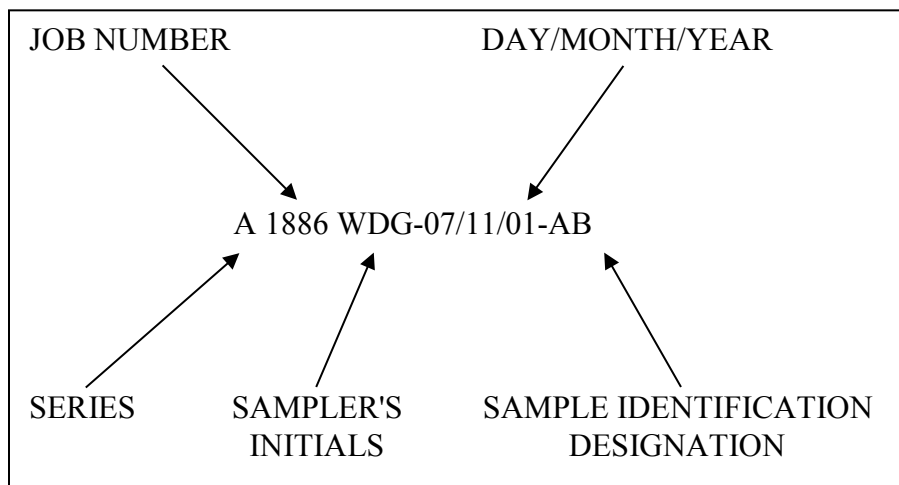 JOB NUMBER
DAY/MONTH/YEAR
A 1886 WDG-07/11/01-AB
SERIES
SAMPLER'S
INITIALS
SAMPLE IDENTIFICATION
DESIGNATION